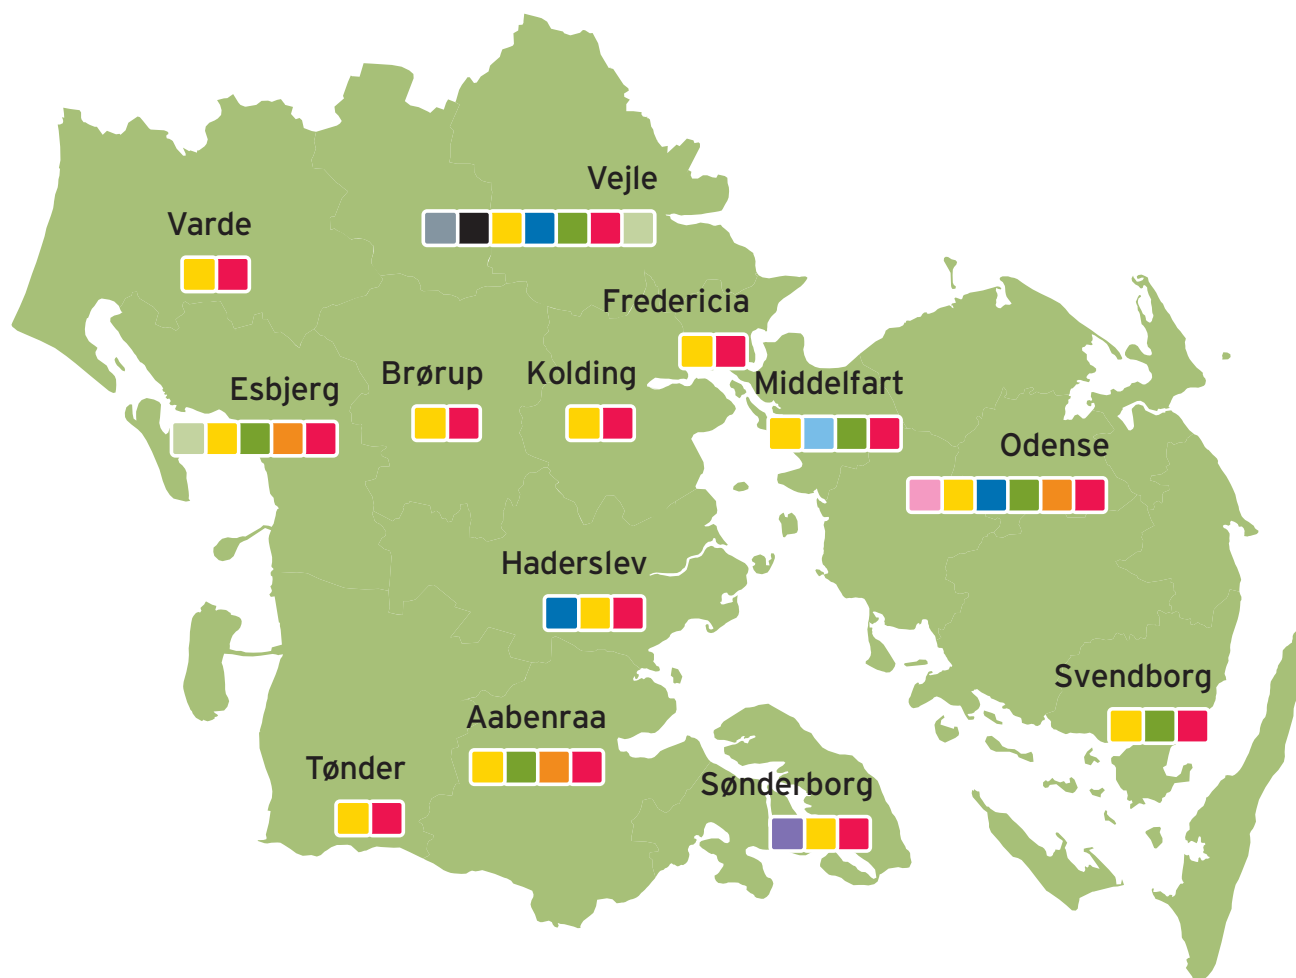 Vejle
Varde
Fredericia
Brørup
Kolding
Middelfart
Esbjerg
Odense
Haderslev
Svendborg
Aabenraa
Tønder
Sønderborg